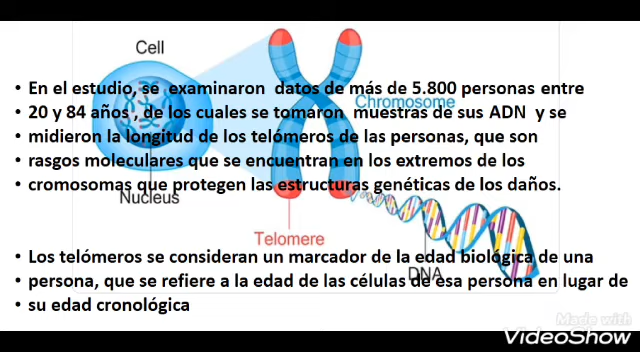 Cell
• En el estudio, se examinaron datos de más de 5.800 personas entre
Chromosome
• 20 y 84 años , de los cuales se tomaron muestras de sus ADN y se
• midieron la longitud de los telómeros de las personas, que son
• rasgos moleculares que se encuentran en los extremos de los
• cromosomas que protegen las estructuras genéticas de los daños.
Nucleus
Telomere
• Los telómeros se consideran un marcador de la edad biológica de una
DNA
• persona, que se refiere a la edad de las células de esa persona en lugar de
• su edad cronológica
Made with
VideoShow